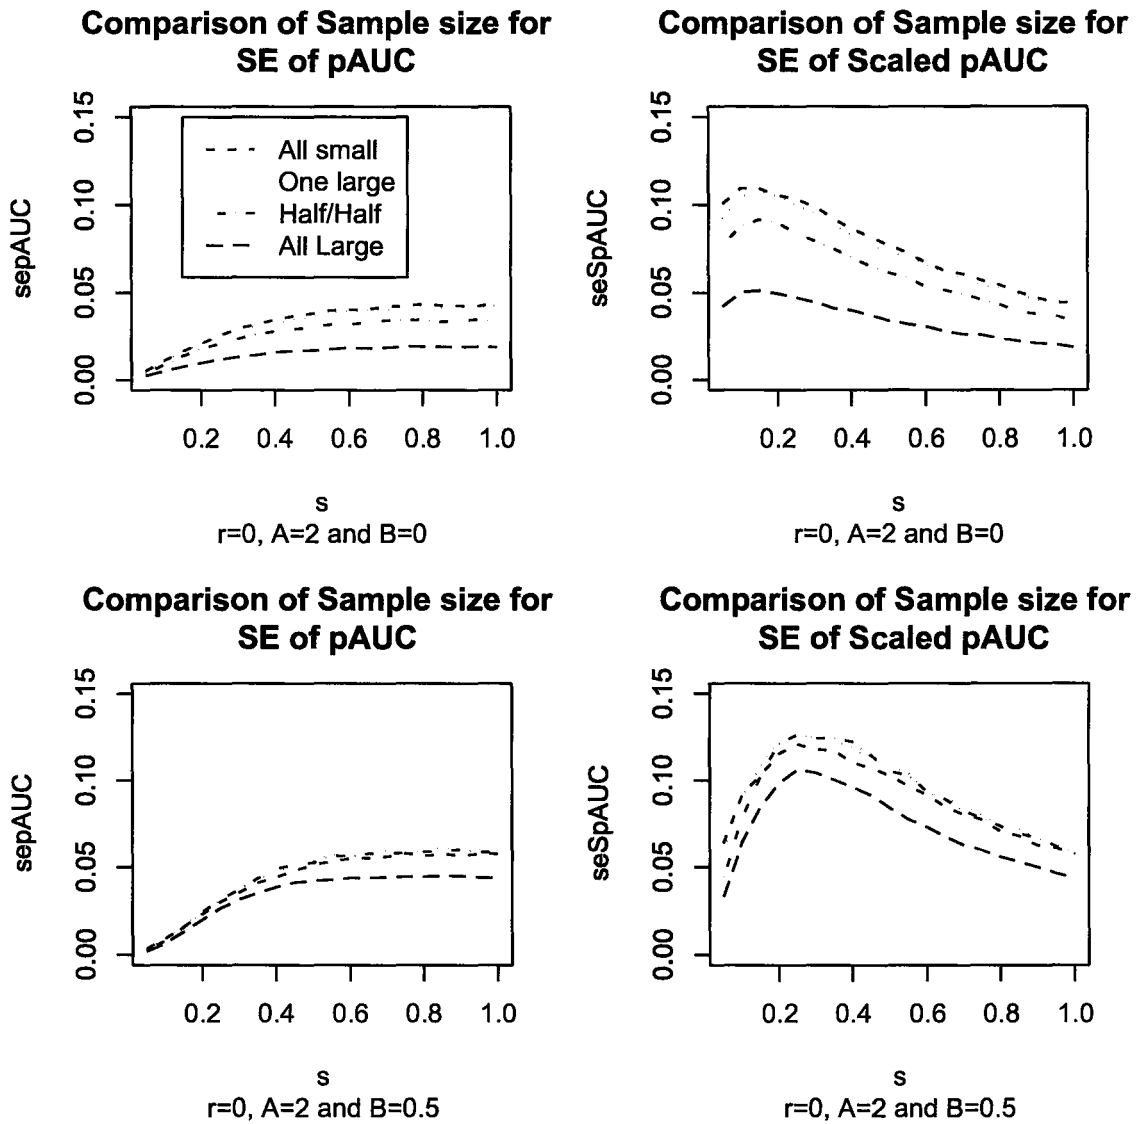 Comparison of Sample size for
SE of pAUC
sepAUC
0.15
0.10
0.05
0.00
All small
One large
Half/Half
All Large
0.2 0.4 0.6 0.8 1.0
s
r=0, A=2 and B=0
Comparison of Sample size for
SE of Scaled pAUC
seSpAUC
0.15
0.10
0.05
0.00
0.2 0.4 0.6 0.8 1.0
s
r=0, A=2 and B=0
Comparison of Sample size for
SE of pAUC
sepAUC
0.15
0.10
0.05
0.00
0.2 0.4 0.6 0.8 1.0
s
r=0, A=2 and B=0.5
Comparison of Sample size for
SE of Scaled pAUC
seSpAUC
0.15
0.10
0.05
0.00
0.2 0.4 0.6 0.8 1.0
s
r=0, A=2 and B=0.5